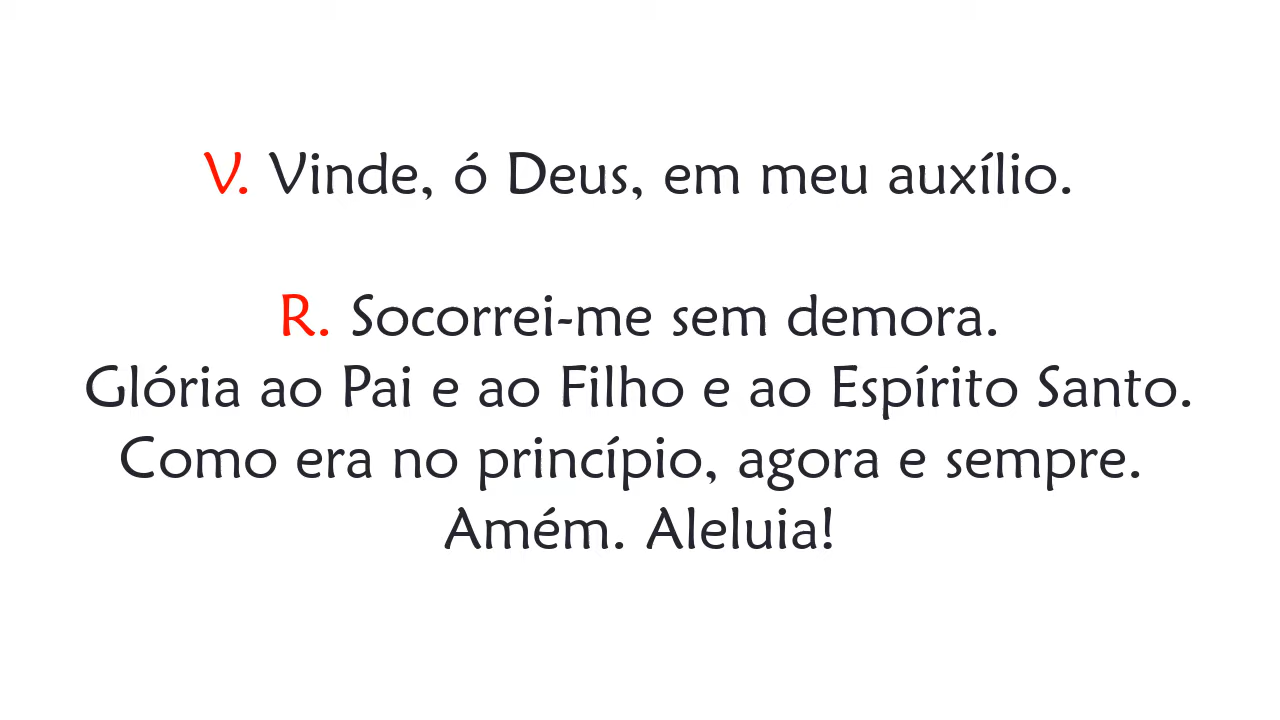 V. Vinde, ó Deus, em meu auxílio.
R. Socorrei-me sem demora.
Glória ao Pai e ao Filho e ao Espírito Santo.
Como era no princípio, agora e sempre.
Amém. Aleluia!